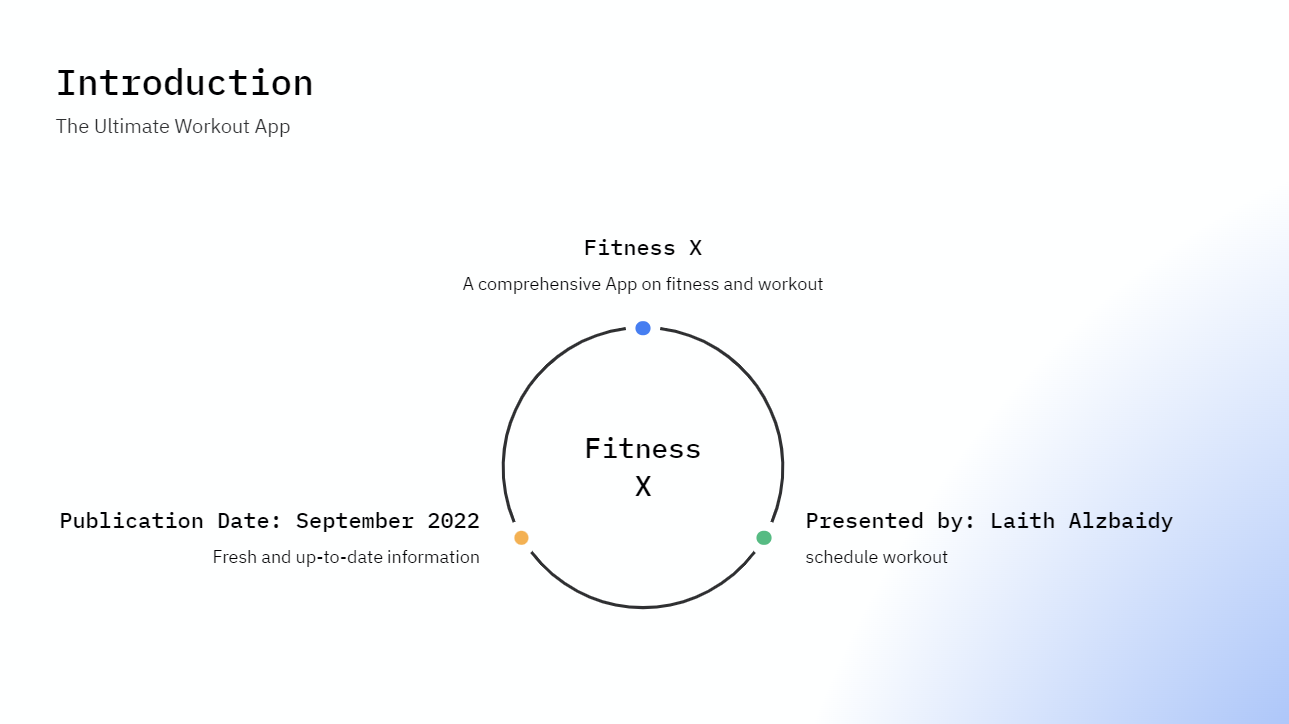 Introduction
The Ultimate Workout App
Fitness X
A comprehensive App on fitness and workout
Fitness
X
Publication Date: September 2022
Fresh and up-to-date information
Presented by: Laith Alzbaidy
schedule workout